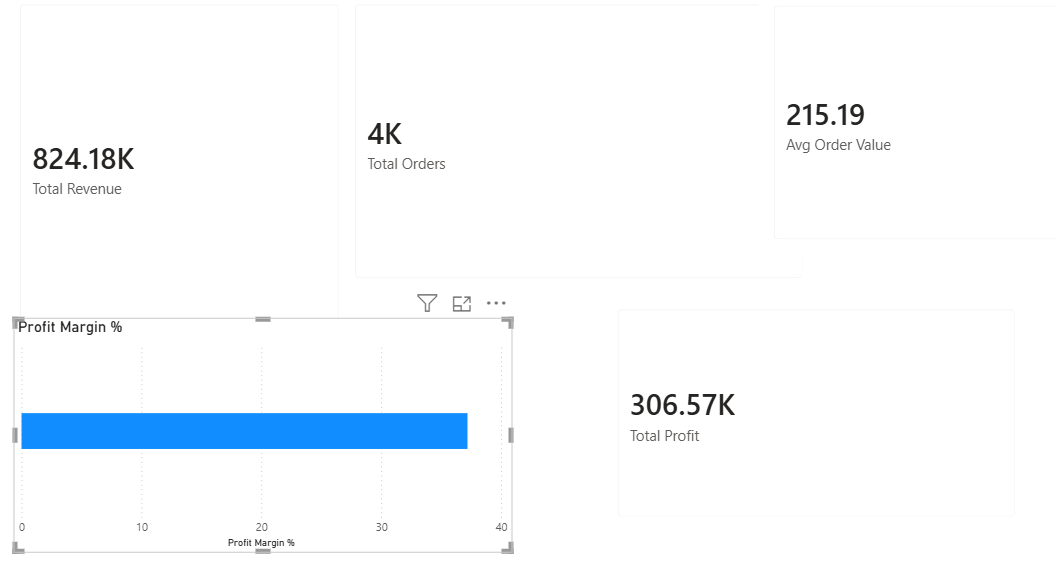 824.18K
Total Revenue
4K
Total Orders
215.19
Avg Order Value
Profit Margin %
0 10 20 30 40
Profit Margin %
306.57K
Total Profit